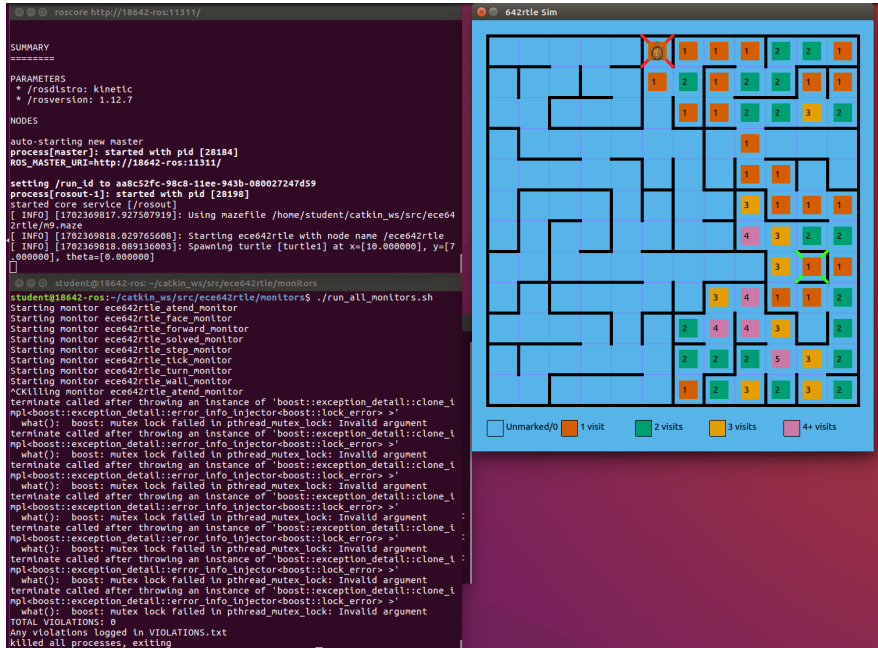 roscore http://18642-ros:11311/
SUMMARY
========
PARAMETERS
* /rosdistro: kinetic
* /rosversion: 1.12.7
NODES
auto-starting new master
process[master]: started with pid [28184]
ROS_MASTER_URI=http://18642-ros:11311/
setting /run_id to aa8c52fc-98c8-11ee-943b-080027247d59
process[rosout-1]: started with pid [28198]
started core service [/rosout]
[ INFO] [1702369817.927507919]: Using mazefile /home/student/catkin_ws/src/ece64
2rtle/m9.maze
[ INFO] [1702369818.029765608]: Starting ece642rtle with node name /ece642rtle
[ INFO] [1702369818.089136003]: Spawning turtle [turtle1] at x=[10.000000], y=[7
.000000], theta=[0.000000]
student@18642-ros: ~/catkin_ws/src/ece642rtle/monitors
student@18642-ros:~/catkin_ws/src/ece642rtle/monitors$ ./run_all_monitors.sh
Starting monitor ece642rtle_atend_monitor
Starting monitor ece642rtle_face_monitor
Starting monitor ece642rtle_forward_monitor
Starting monitor ece642rtle_solved_monitor
Starting monitor ece642rtle_step_monitor
Starting monitor ece642rtle_tick_monitor
Starting monitor ece642rtle_turn_monitor
Starting monitor ece642rtle_wall_monitor
^CKilling monitor ece642rtle_atend_monitor
terminate called after throwing an instance of 'boost::exception_detail::clone_i
mpl<boost::exception_detail::error_info_injector<boost::lock_error> >'
what():  boost: mutex lock failed in pthread_mutex_lock: Invalid argument
terminate called after throwing an instance of 'boost::exception_detail::clone_i
mpl<boost::exception_detail::error_info_injector<boost::lock_error> >'
what():  boost: mutex lock failed in pthread_mutex_lock: Invalid argument
terminate called after throwing an instance of 'boost::exception_detail::clone_i
mpl<boost::exception_detail::error_info_injector<boost::lock_error> >'
what():  boost: mutex lock failed in pthread_mutex_lock: Invalid argument
terminate called after throwing an instance of 'boost::exception_detail::clone_i
mpl<boost::exception_detail::error_info_injector<boost::lock_error> >'
what():  boost: mutex lock failed in pthread_mutex_lock: Invalid argument
terminate called after throwing an instance of 'boost::exception_detail::clone_i
mpl<boost::exception_detail::error_info_injector<boost::lock_error> >'
what():  boost: mutex lock failed in pthread_mutex_lock: Invalid argument
terminate called after throwing an instance of 'boost::exception_detail::clone_i
mpl<boost::exception_detail::error_info_injector<boost::lock_error> >'
what():  boost: mutex lock failed in pthread_mutex_lock: Invalid argument
terminate called after throwing an instance of 'boost::exception_detail::clone_i
mpl<boost::exception_detail::error_info_injector<boost::lock_error> >'
what():  boost: mutex lock failed in pthread_mutex_lock: Invalid argument
TOTAL VIOLATIONS: 0
Any violations logged in VIOLATIONS.txt
killed all processes, exiting
642rtle Sim
1 1 1 2 2 1
1 2 1 2 2 1 1
1 1 2 2 3 2
1
1 1
3 1 1 1
4 3 2 2
3 1 1
3 4 1 1 2
2 4 4 3 2
2 2 2 5 3 2
1 2 3 2 3 2
Unmarked/0 1 visit 2 visits 3 visits 4+ visits